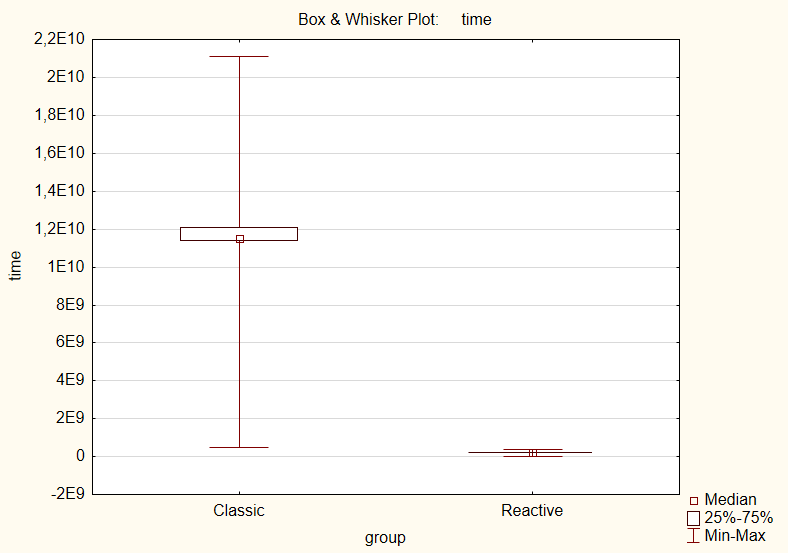 Box & Whisker Plot: time
2,2E10
2E10
1,8E10
1,6E10
1,4E10
1,2E10
1E10
8E9
6E9
4E9
2E9
0
-2E9
time
Classic
Reactive
group
Median
25%-75%
Min-Max